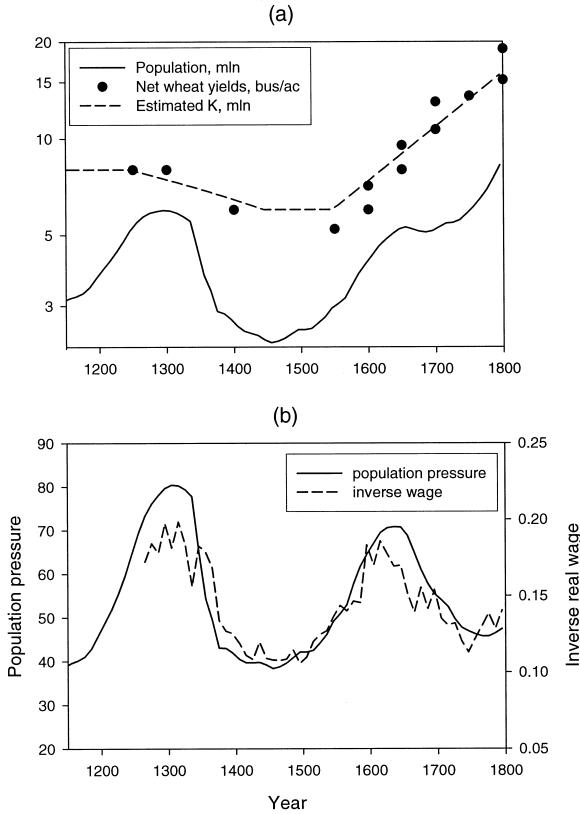 (a)
20
15
10
5
3
Population, mln
Net wheat yields, bus/ac
Estimated K, mln
1200 1300 1400 1500 1600 1700 1800
(b)
90
80
70
60
50
40
30
20
Population pressure
population pressure
inverse wage
0.25
0.20
0.15
0.10
0.05
Inverse real wage
1200 1300 1400 1500 1600 1700 1800
Year